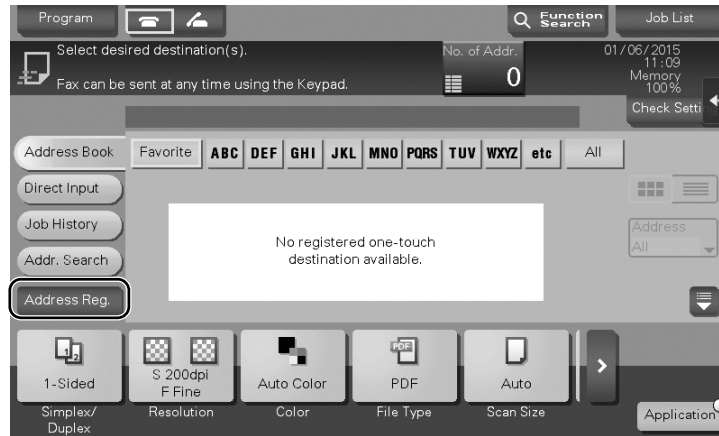 Program
Function
Search
Job List
Select desired destination(s).
Fax can be sent at any time using the Keypad.
No. of Addr.
0
01/06/2015
11:09
Memory
100%
Check Setti
Address Book
Favorite ABC DEF GHI JKL MNO PQRS TUV WXYZ etc All
Direct Input
Job History
Addr. Search
Address Reg.
No registered one-touch
destination available.
Address
All
1-Sided
S 200dpi
F Fine
Auto Color
PDF
PDF
Auto
Simplex/
Duplex
Resolution
Color
File Type
Scan Size
Application